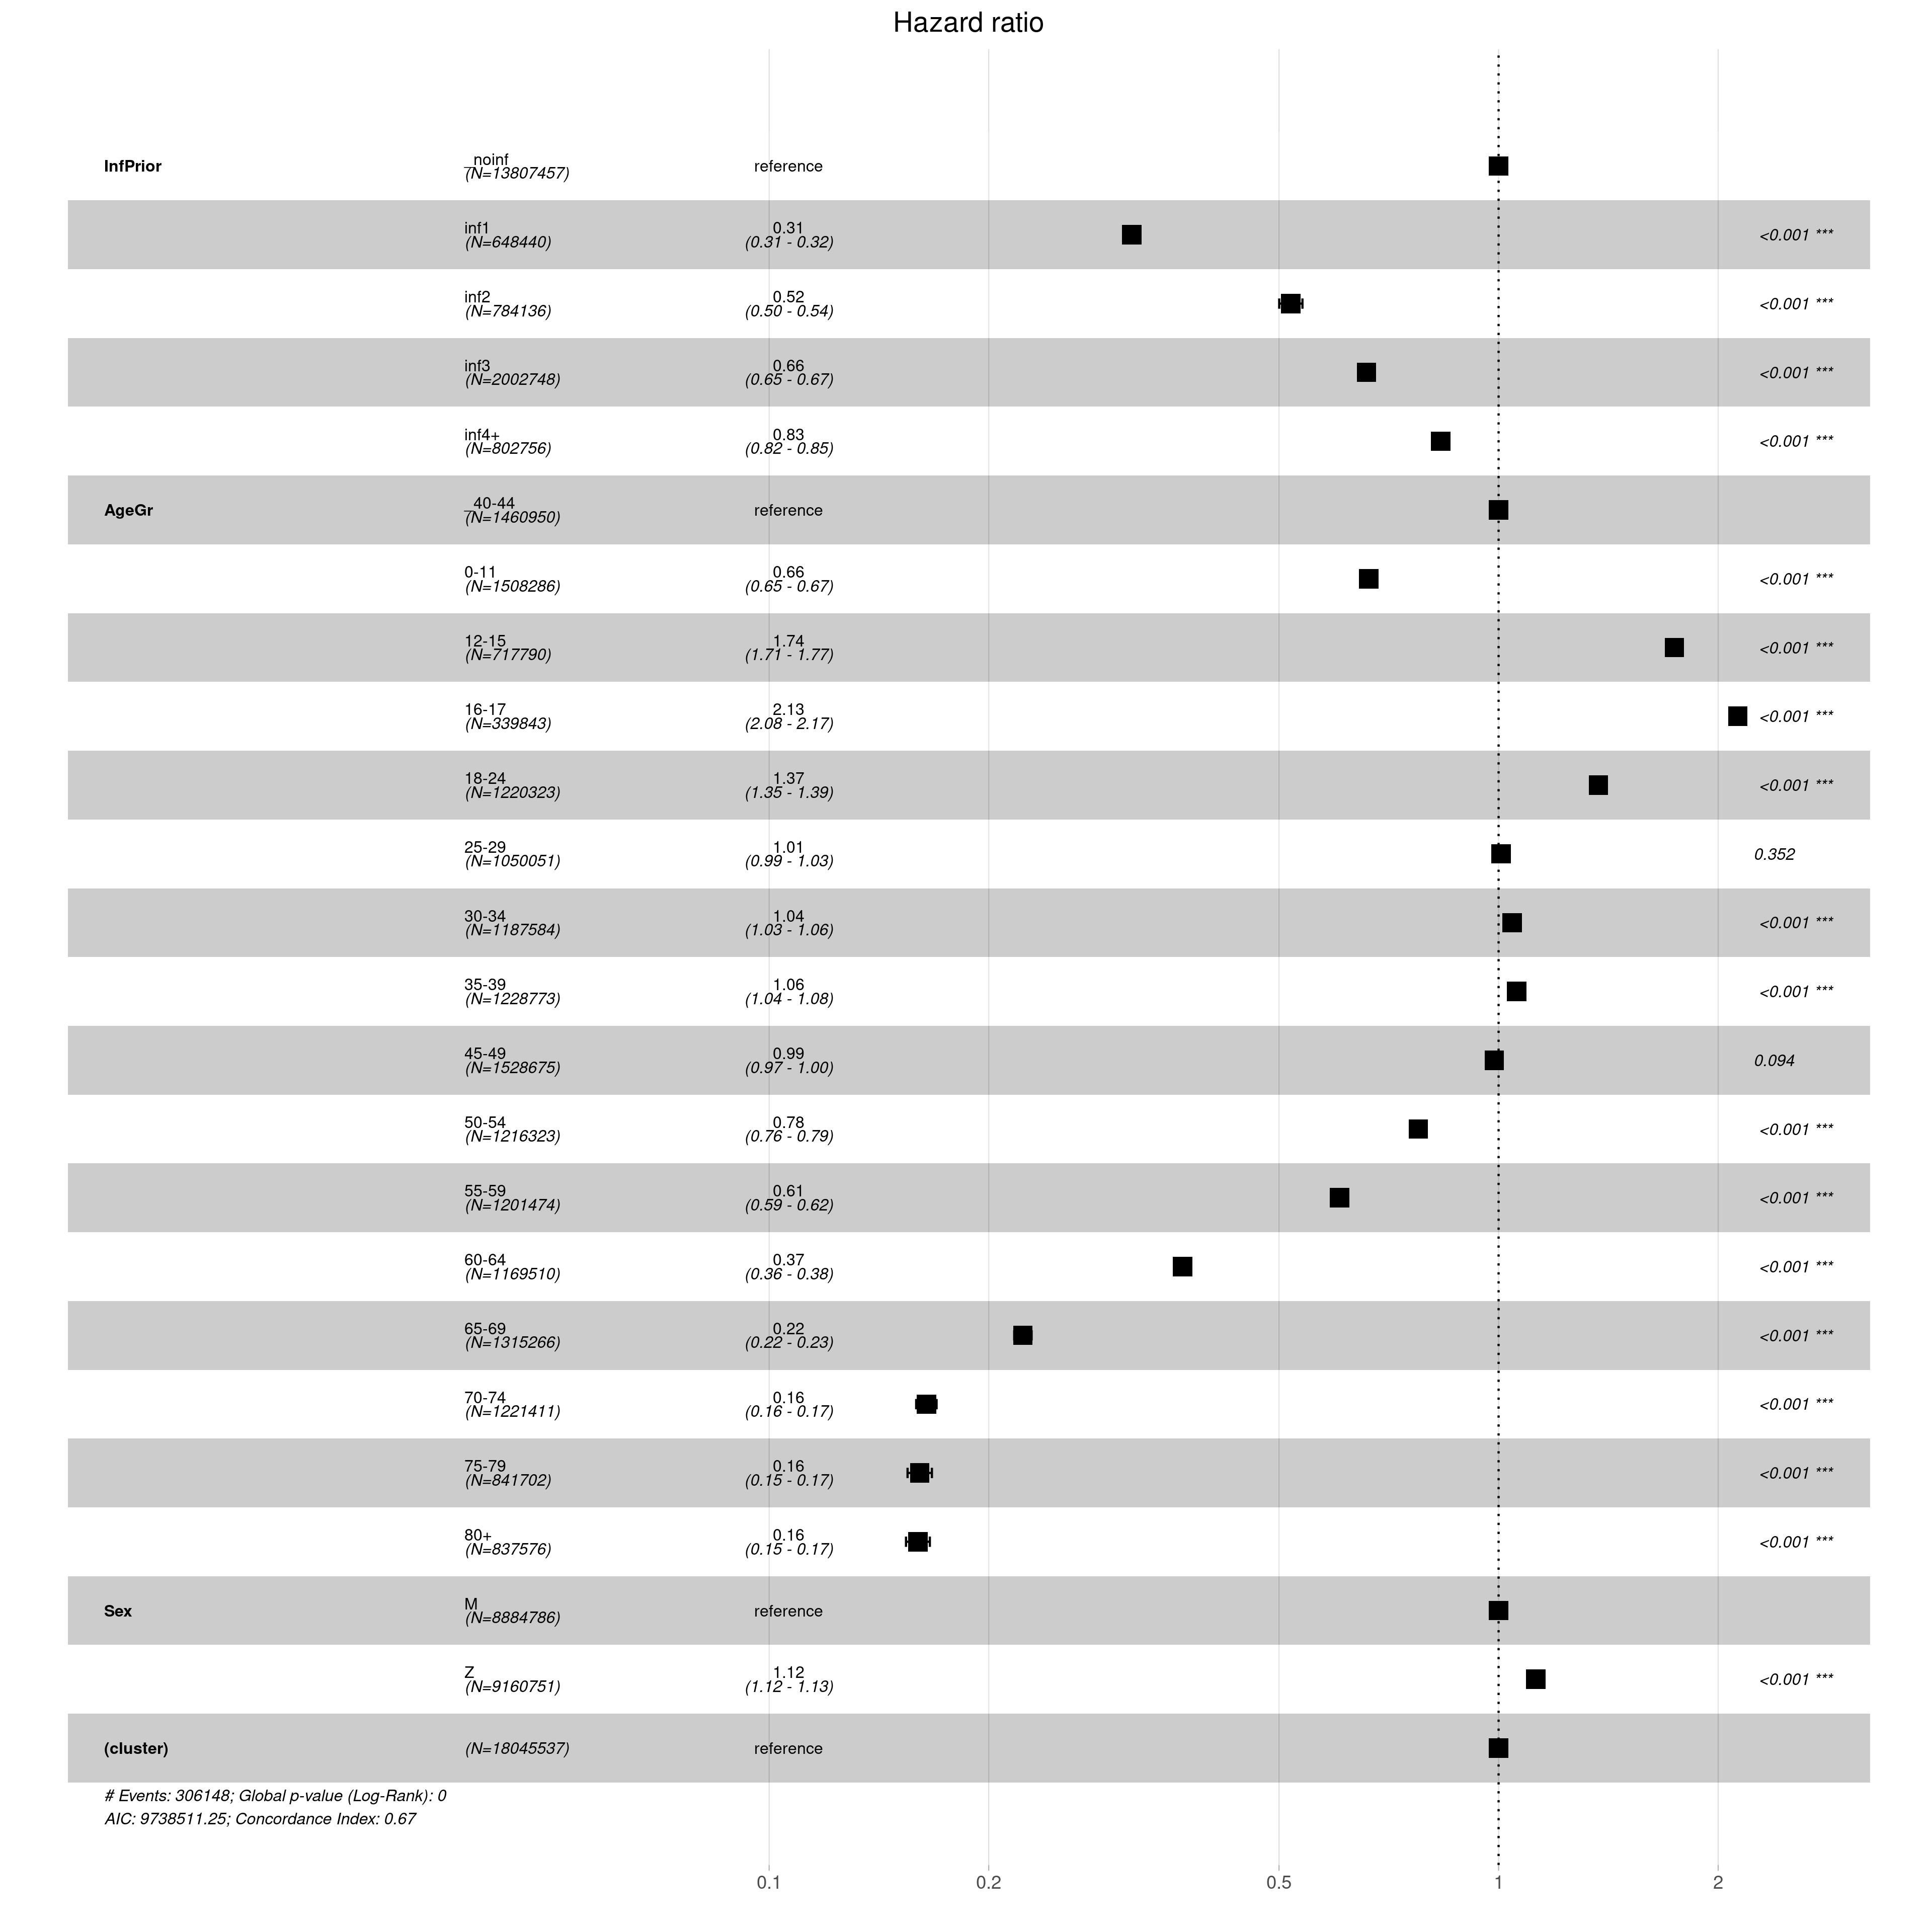 Hazard ratio
InfPrior _noinf reference
(N=13807457)
inf1 0.31
(N=648440) (0.31 - 0.32) <0.001 ***
inf2 0.52
(N=784136) (0.50 - 0.54) <0.001 ***
inf3 0.66
(N=2002748) (0.65 - 0.67) <0.001 ***
inf4+ 0.83
(N=802756) (0.82 - 0.85) <0.001 ***
AgeGr _40-44 reference
(N=1460950)
0-11 0.66
(N=1508286) (0.65 - 0.67) <0.001 ***
12-15 1.74
(N=717790) (1.71 - 1.77) <0.001 ***
16-17 2.13
(N=339843) (2.08 - 2.17) <0.001 ***
18-24 1.37
(N=1220323) (1.35 - 1.39) <0.001 ***
25-29 1.01
(N=1050051) (0.99 - 1.03) 0.352
30-34 1.04
(N=1187584) (1.03 - 1.06) <0.001 ***
35-39 1.06
(N=1228773) (1.04 - 1.08) <0.001 ***
45-49 0.99
(N=1528675) (0.97 - 1.00) 0.094
50-54 0.78
(N=1216323) (0.76 - 0.79) <0.001 ***
55-59 0.61
(N=1201474) (0.59 - 0.62) <0.001 ***
60-64 0.37
(N=1169510) (0.36 - 0.38) <0.001 ***
65-69 0.22
(N=1315266) (0.22 - 0.23) <0.001 ***
70-74 0.16
(N=1221411) (0.16 - 0.17) <0.001 ***
75-79 0.16
(N=841702) (0.15 - 0.17) <0.001 ***
80+ 0.16
(N=837576) (0.15 - 0.17) <0.001 ***
Sex M reference
(N=8884786)
Z 1.12
(N=9160751) (1.12 - 1.13) <0.001 ***
(cluster) (N=18045537) reference
# Events: 306148; Global p-value (Log-Rank): 0
AIC: 9738511.25; Concordance Index: 0.67
0.1 0.2 0.5 1 2